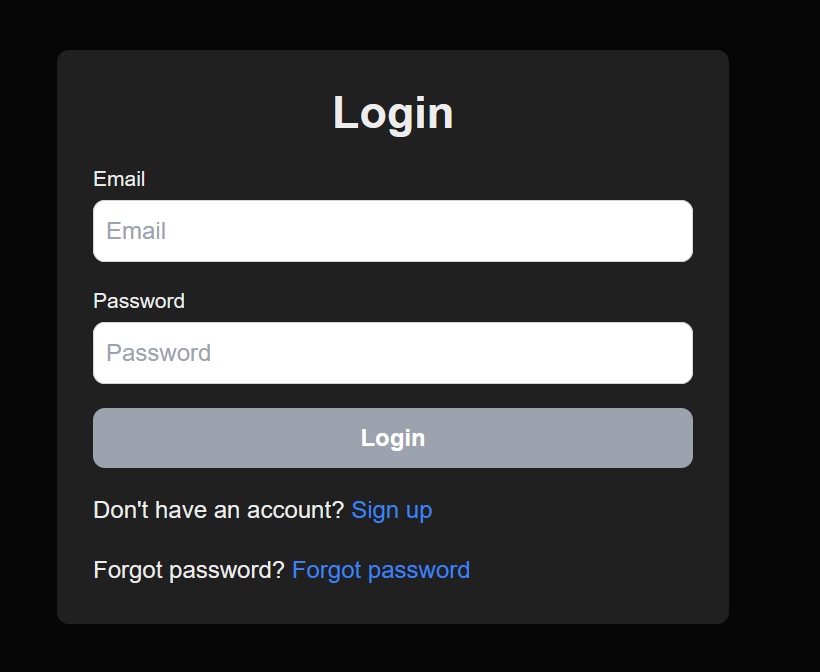 Login
Email
Email
Password
Password
Login
Don't have an account? Sign up
Forgot password? Forgot password